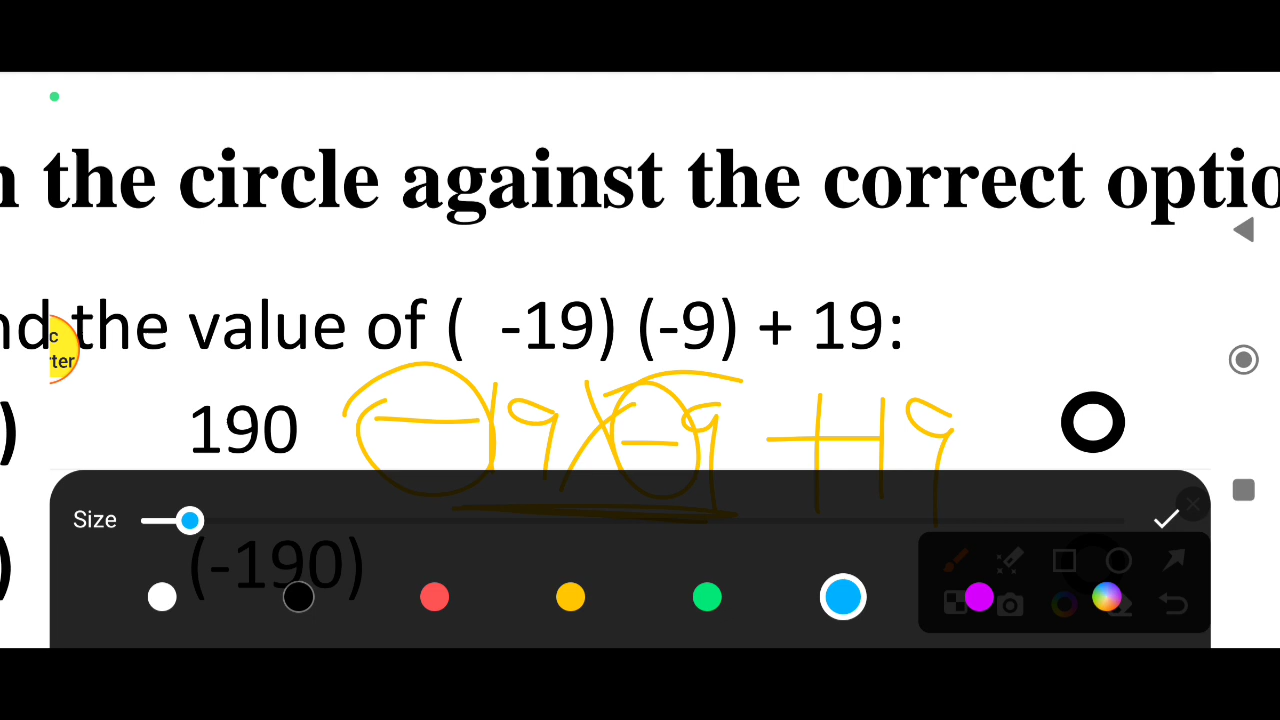 n the circle against the correct optio
nd the value of ( -19) (-9) + 19:
c
ter
) 190
-19 x -9 + 19
Size
) (-190)